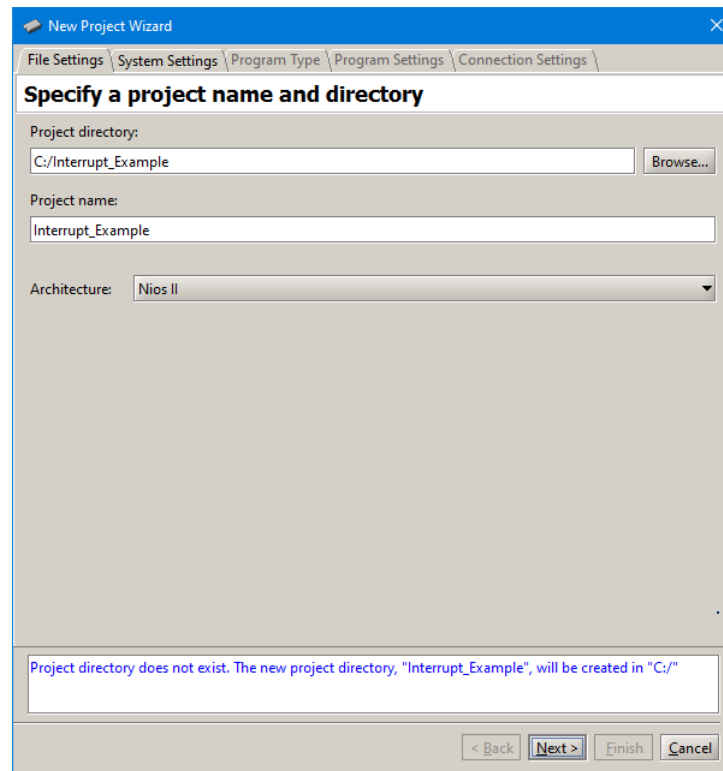 New Project Wizard
File Settings System Settings Program Type Program Settings Connection Settings
Specify a project name and directory
Project directory:
C:/Interrupt_Example Browse...
Project name:
Interrupt_Example
Architecture: Nios II
Project directory does not exist. The new project directory, "Interrupt_Example", will be created in "C:/"
< Back Next > Finish Cancel